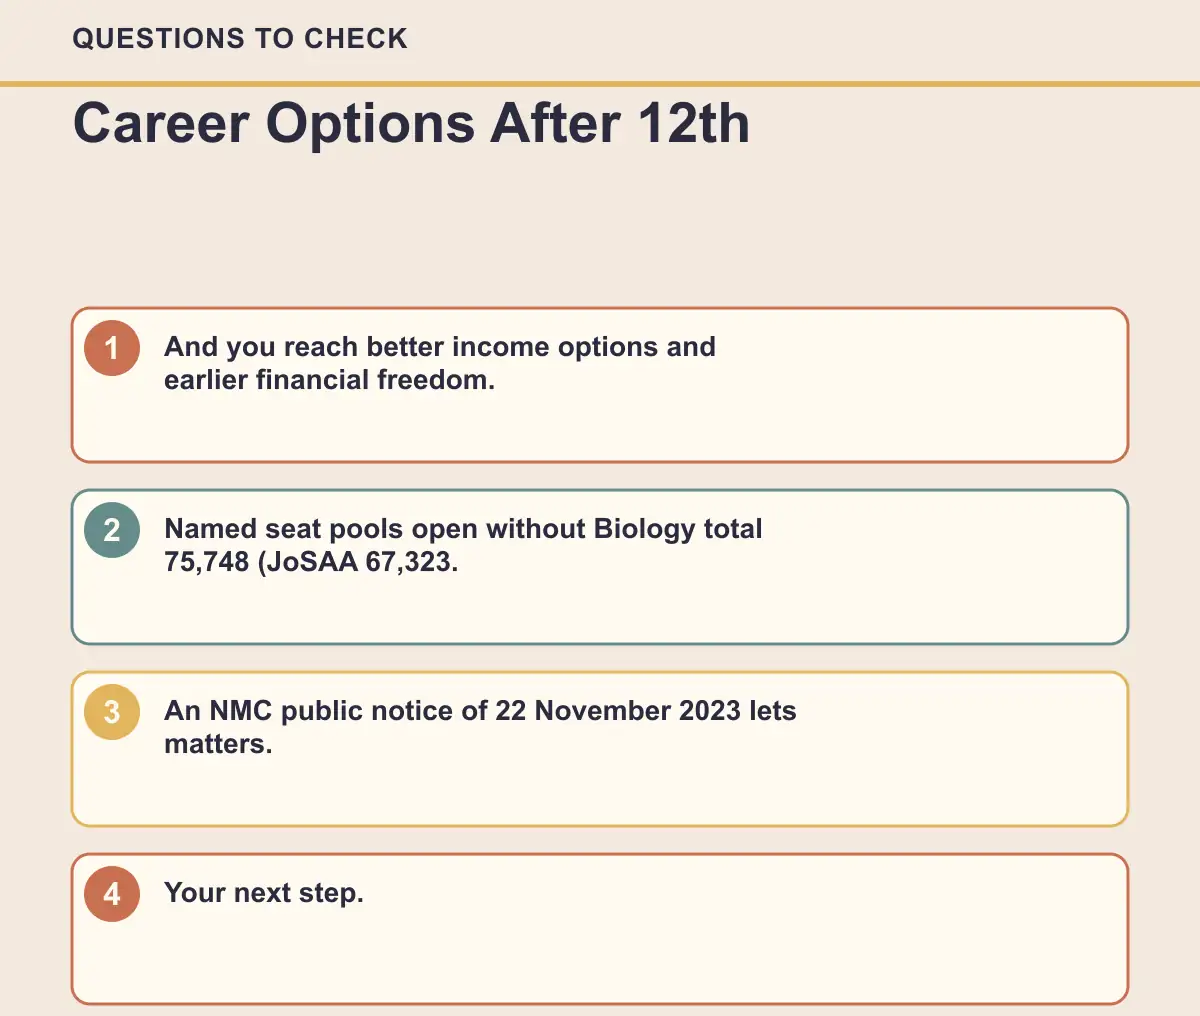 QUESTIONS TO CHECK
Career Options After 12th
1
And you reach better income options and
earlier financial freedom.
2
Named seat pools open without Biology total
75,748 (JoSAA 67,323.
3
An NMC public notice of 22 November 2023 lets
matters.
4
Your next step.